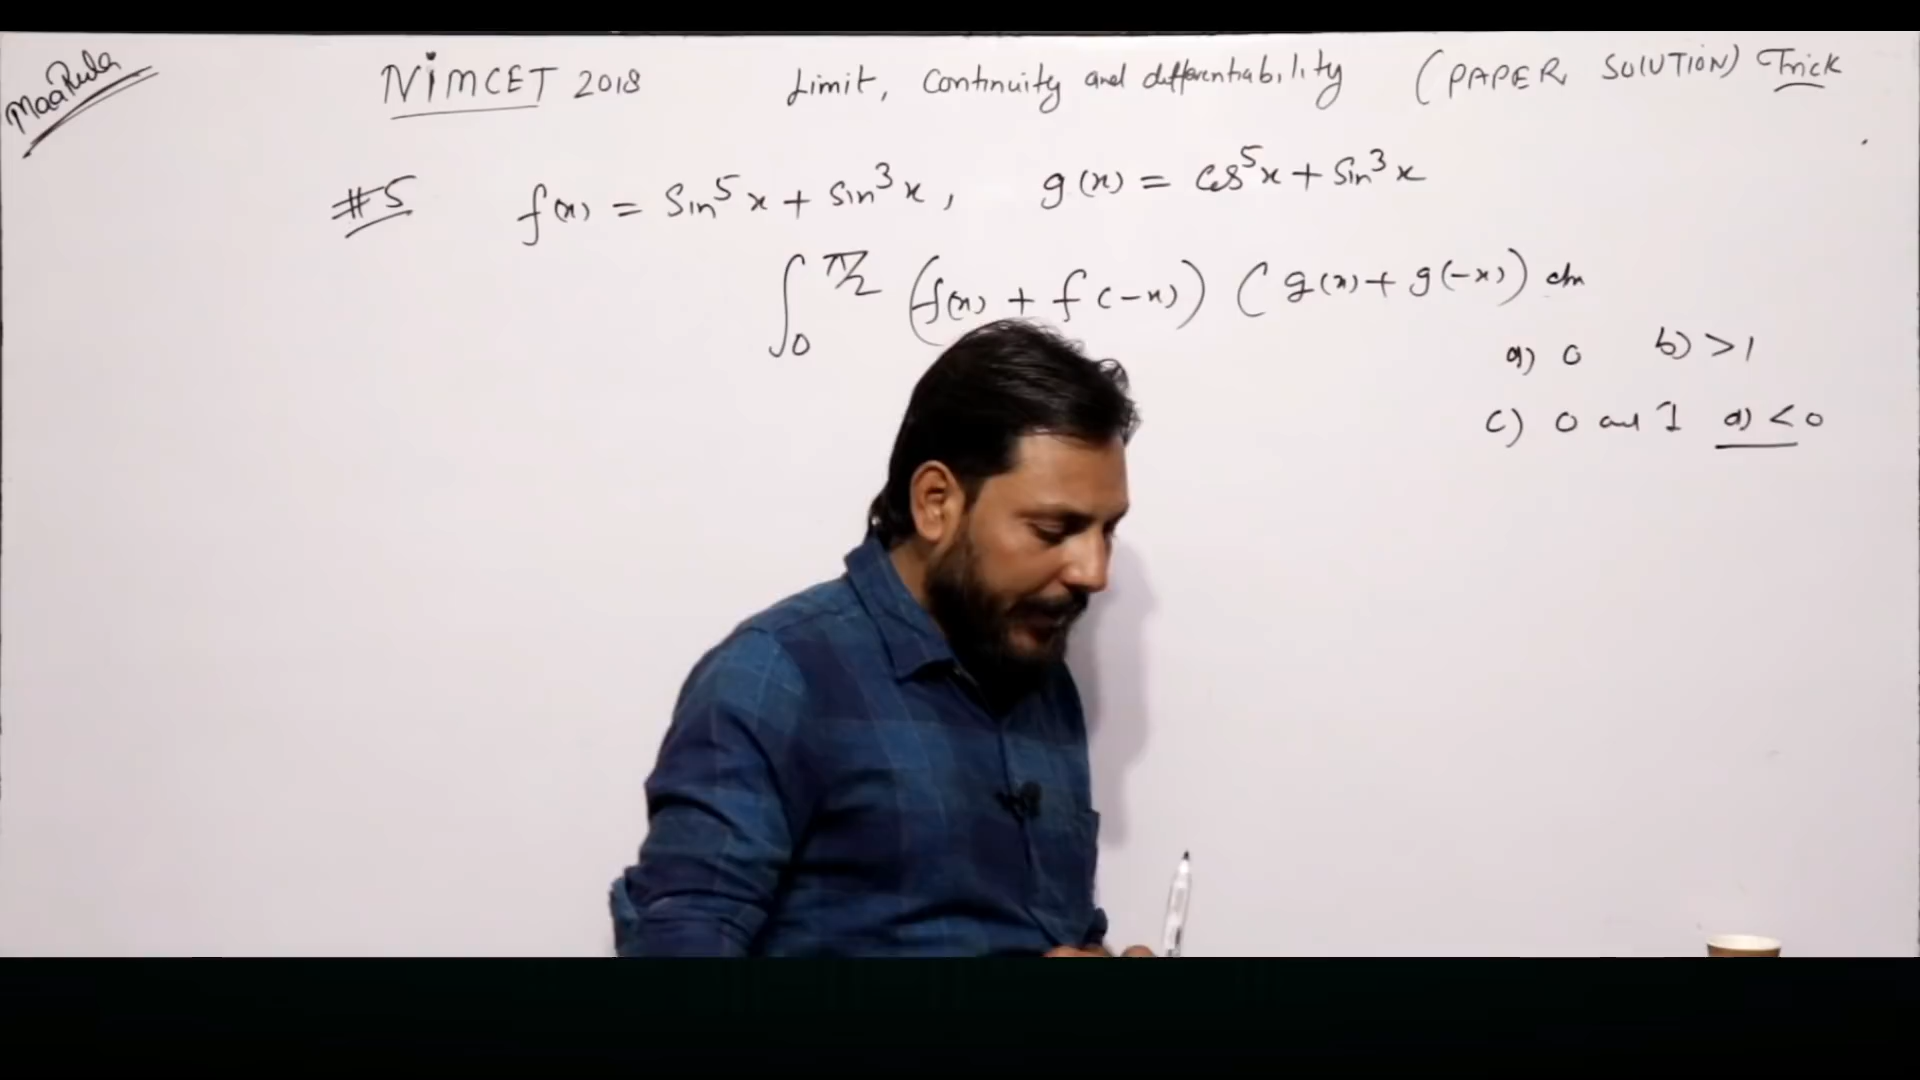 MaaRula
NIMCET 2018 Limit, Continuity and differentiability (PAPER SOLUTION) Trick
#5 f(x) = Sin⁵x + Sin³x, g(x) = Cos⁵x + Sin³x
∫₀^π/2 (f(x) + f(-x)) (g(x) + g(-x)) dx
a) 0 b) >1
c) 0 and 1 d) <0